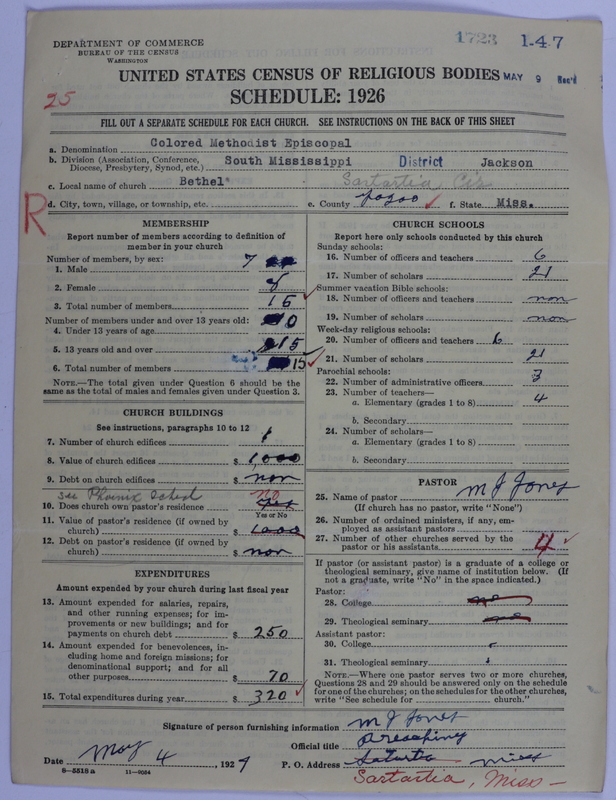 DEPARTMENT OF COMMERCE
BUREAU OF THE CENSUS
WASHINGTON
1723 1-47
UNITED STATES CENSUS OF RELIGIOUS BODIES MAY 9 Rec'd
25
SCHEDULE: 1926
FILL OUT A SEPARATE SCHEDULE FOR EACH CHURCH. SEE INSTRUCTIONS ON THE BACK OF THIS SHEET
a. Denomination Colored Methodist Episcopal
b. Division (Association, Conference, Diocese, Presbytery, Synod, etc.) South Mississippi District Jackson
c. Local name of church Bethel Sartartia Cir
R
d. City, town, village, or township, etc. e. County Yazoo f. State Miss.
MEMBERSHIP
Report number of members according to definition of member in your church
Number of members, by sex:
1. Male 7
2. Female 8
3. Total number of members 15
Number of members under and over 13 years old:
4. Under 13 years of age 0
5. 13 years old and over 15
6. Total number of members 15
NOTE.—The total given under Question 6 should be the same as the total of males and females given under Question 3.
CHURCH BUILDINGS
See instructions, paragraphs 10 to 12
7. Number of church edifices 1
8. Value of church edifices $ 1,000
9. Debt on church edifices $ non
see Phoenix Sched no
10. Does church own pastor's residence yes
Yes or No
11. Value of pastor's residence (if owned by church) $ 1,000
12. Debt on pastor's residence (if owned by church) $ non
EXPENDITURES
Amount expended by your church during last fiscal year
13. Amount expended for salaries, repairs, and other running expenses; for improvements or new buildings; and for payments on church debt $ 250
14. Amount expended for benevolences, including home and foreign missions; for denominational support; and for all other purposes $ 70
15. Total expenditures during year $ 320
CHURCH SCHOOLS
Report here only schools conducted by this church
Sunday schools:
16. Number of officers and teachers 6
17. Number of scholars 21
Summer vacation Bible schools:
18. Number of officers and teachers non
19. Number of scholars non
Week-day religious schools:
20. Number of officers and teachers 6
21. Number of scholars 21
Parochial schools:
22. Number of administrative officers 3
23. Number of teachers—
a. Elementary (grades 1 to 8) 4
b. Secondary
24. Number of scholars—
a. Elementary (grades 1 to 8)
b. Secondary
PASTOR
25. Name of pastor M J Jones
(If church has no pastor, write "None")
26. Number of ordained ministers, if any, employed as assistant pastors
27. Number of other churches served by the pastor or his assistants 4
If pastor (or assistant pastor) is a graduate of a college or theological seminary, give name of institution below. (If not a graduate, write "No" in the space indicated.)
Pastor:
28. College no
29. Theological seminary no
Assistant pastor:
30. College
31. Theological seminary
NOTE.—Where one pastor serves two or more churches, Questions 28 and 29 should be answered only on the schedule for one of the churches; on the schedules for the other churches, write "See schedule for church."
Signature of person furnishing information M J Jones
Official title Preaching
Date May 4, 1927 P. O. Address Satartia miss
8-5518 a 11-9034
Sartartia, Miss—